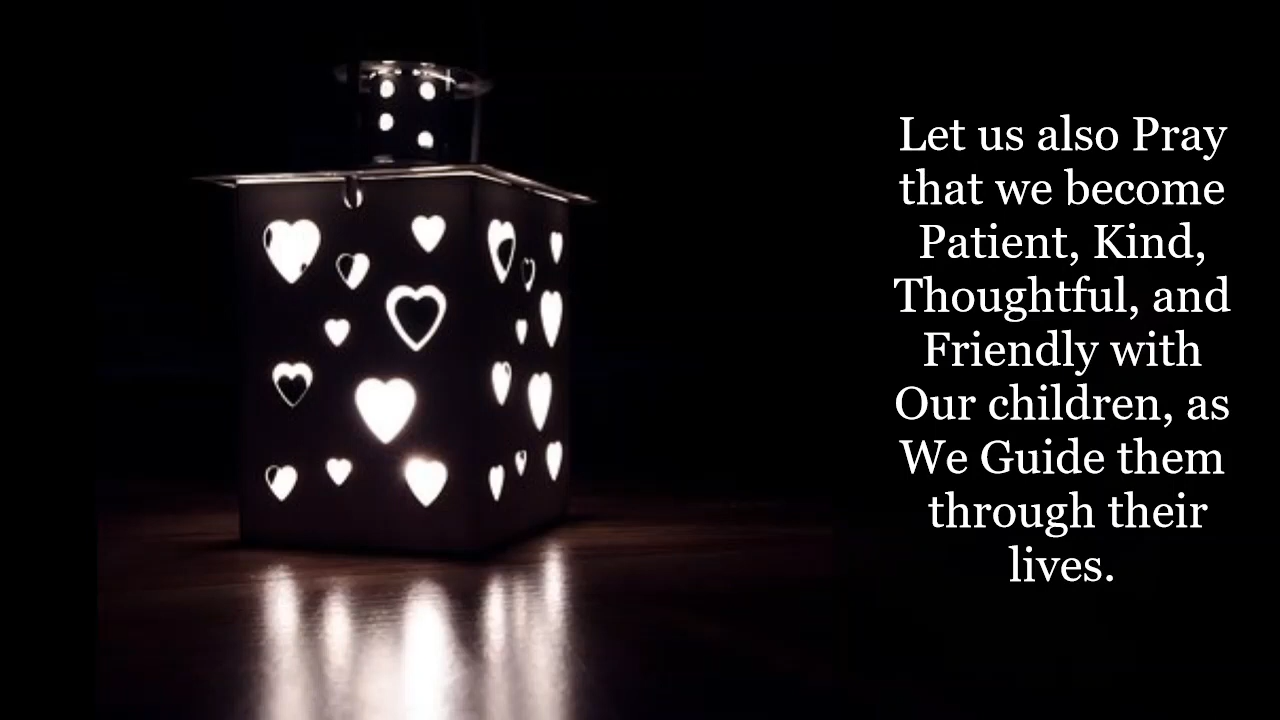 Let us also Pray
that we become
Patient, Kind,
Thoughtful, and
Friendly with
Our children, as
We Guide them
through their
lives.